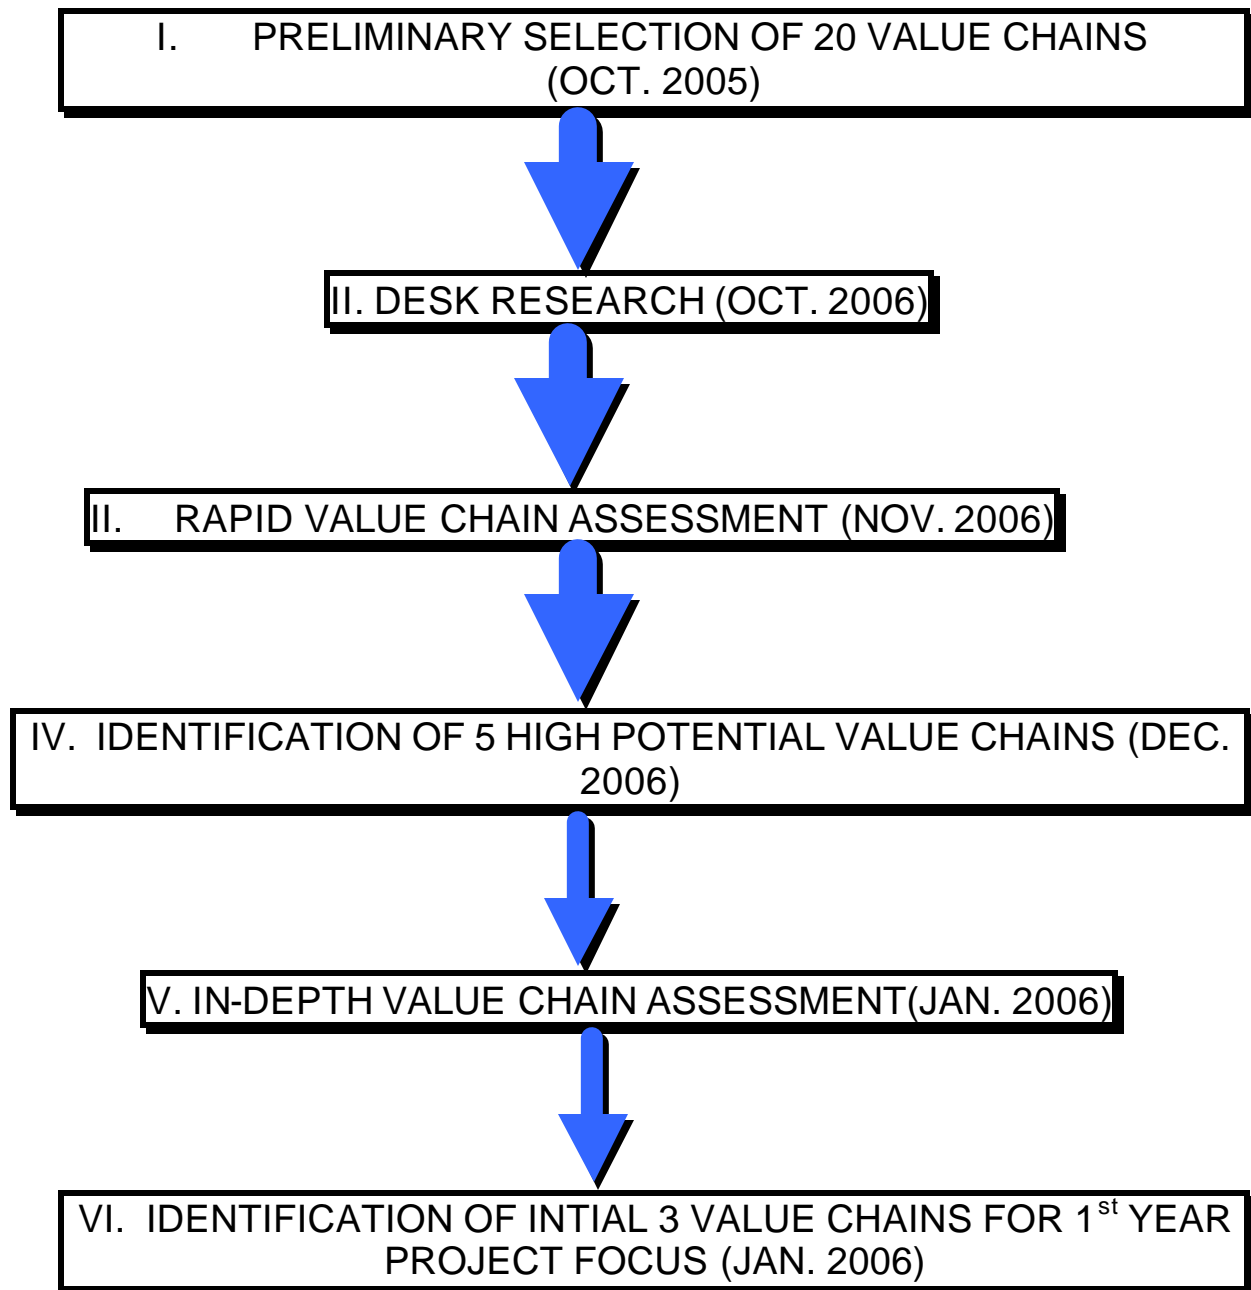 I. PRELIMINARY SELECTION OF 20 VALUE CHAINS
(OCT. 2005)
II. DESK RESEARCH (OCT. 2006)
II. RAPID VALUE CHAIN ASSESSMENT (NOV. 2006)
IV. IDENTIFICATION OF 5 HIGH POTENTIAL VALUE CHAINS (DEC.
2006)
V. IN-DEPTH VALUE CHAIN ASSESSMENT(JAN. 2006)
VI. IDENTIFICATION OF INTIAL 3 VALUE CHAINS FOR 1st YEAR
PROJECT FOCUS (JAN. 2006)